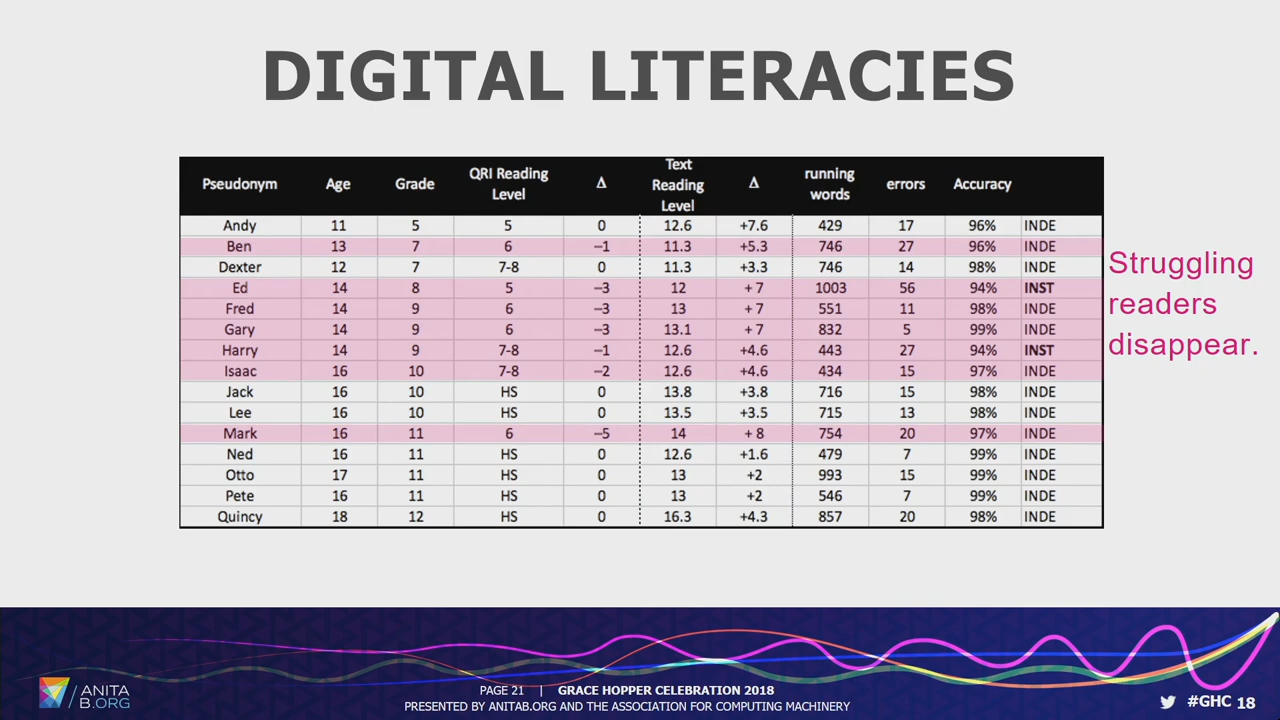 DIGITAL LITERACIES
Pseudonym Age Grade QRI Reading Level Δ Text Reading Level Δ running words errors Accuracy
Andy 11 5 5 0 12.6 +7.6 429 17 96% INDE
Ben 13 7 6 –1 11.3 +5.3 746 27 96% INDE
Dexter 12 7 7-8 0 11.3 +3.3 746 14 98% INDE
Ed 14 8 5 –3 12 + 7 1003 56 94% INST
Fred 14 9 6 –3 13 + 7 551 11 98% INDE
Gary 14 9 6 –3 13.1 + 7 832 5 99% INDE
Harry 14 9 7-8 –1 12.6 +4.6 443 27 94% INST
Isaac 16 10 7-8 –2 12.6 +4.6 434 15 97% INDE
Jack 16 10 HS 0 13.8 +3.8 716 15 98% INDE
Lee 16 10 HS 0 13.5 +3.5 715 13 98% INDE
Mark 16 11 6 –5 14 + 8 754 20 97% INDE
Ned 16 11 HS 0 12.6 +1.6 479 7 99% INDE
Otto 17 11 HS 0 13 +2 993 15 99% INDE
Pete 16 11 HS 0 13 +2 546 7 99% INDE
Quincy 18 12 HS 0 16.3 +4.3 857 20 98% INDE
Struggling
readers
disappear.
ANITA
B.ORG
PAGE 21 | GRACE HOPPER CELEBRATION 2018
PRESENTED BY ANITAB.ORG AND THE ASSOCIATION FOR COMPUTING MACHINERY
#GHC 18